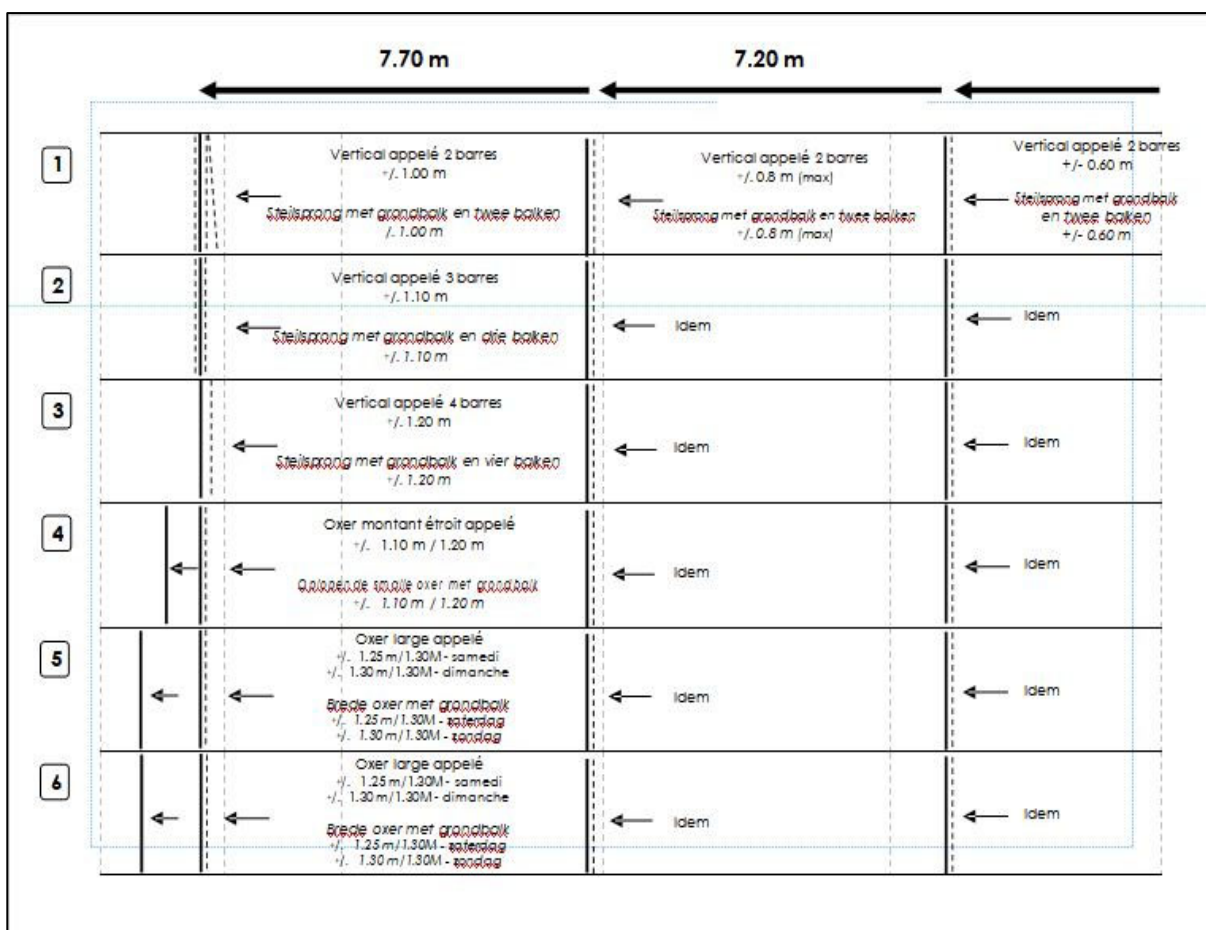 7.70 m
7.20 m
1
Vertical appelé 2 barres
+/. 1.00 m
Steilsprong met grondbalk en twee balken
/. 1.00 m
Vertical appelé 2 barres
+/. 0.8 m (max)
Steilsprong met grondbalk en twee balken
+/. 0.8 m (max)
Vertical appelé 2 barres
+/- 0.60 m
Steilsprong met grondbalk
en twee balken
+/- 0.60 m
2
Vertical appelé 3 barres
+/. 1.10 m
Steilsprong met grondbalk en drie balken
+/. 1.10 m
Idem
Idem
3
Vertical appelé 4 barres
+/. 1.20 m
Steilsprong met grondbalk en vier balken
+/. 1.20 m
Idem
Idem
4
Oxer montant étroit appelé
+/. 1.10 m / 1.20 m
Oplopende smalle oxer met grondbalk
+/. 1.10 m / 1.20 m
Idem
Idem
5
Oxer large appelé
+/. 1.25 m/1.30M - samedi
+/. 1.30 m/1.30M - dimanche
Brede oxer met grondbalk
+/. 1.25 m/1.30M - zaterdag
+/. 1.30 m/1.30M - zondag
Idem
Idem
6
Oxer large appelé
+/. 1.25 m/1.30M - samedi
+/. 1.30 m/1.30M - dimanche
Brede oxer met grondbalk
+/. 1.25 m/1.30M - zaterdag
+/. 1.30 m/1.30M - zondag
Idem
Idem